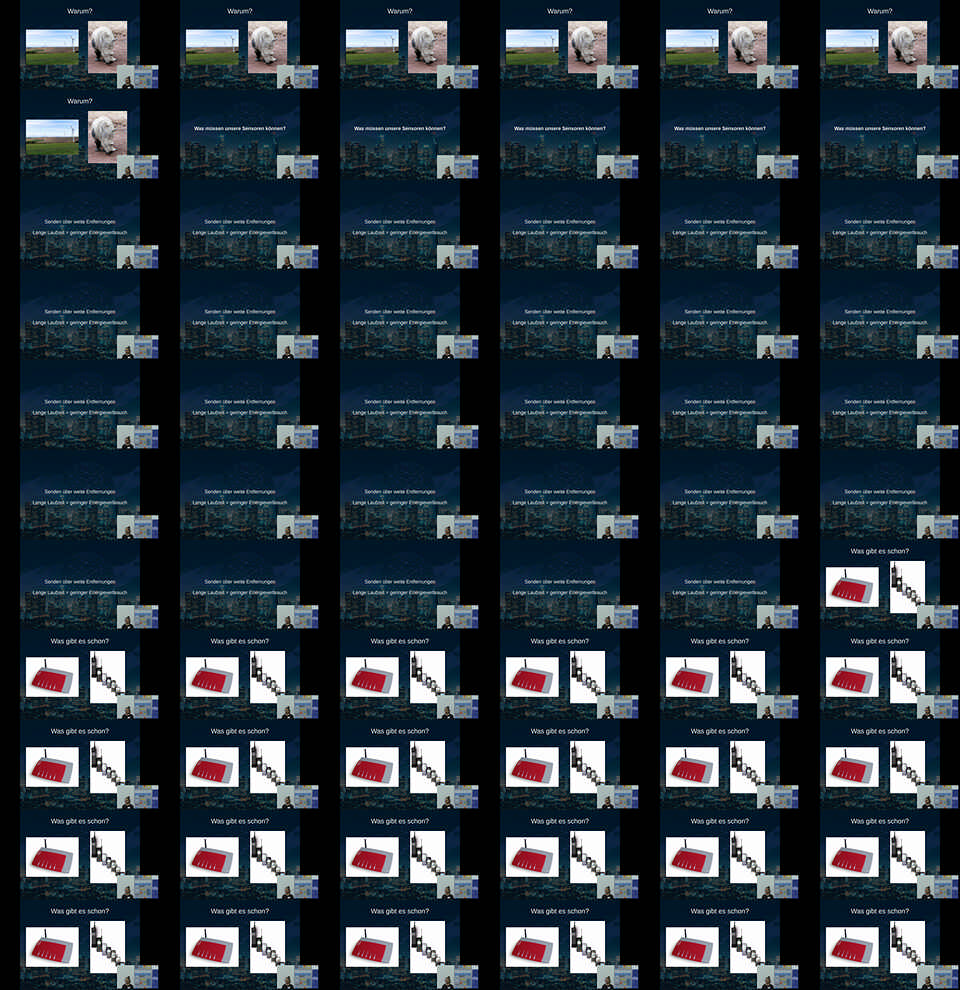 Warum? Warum? Warum? Warum? Warum? Warum?
Warum?
Was müssen unsere Sensoren können? Was müssen unsere Sensoren können? Was müssen unsere Sensoren können? Was müssen unsere Sensoren können? Was müssen unsere Sensoren können?
Senden über weite Entfernungen Senden über weite Entfernungen Senden über weite Entfernungen Senden über weite Entfernungen Senden über weite Entfernungen Senden über weite Entfernungen
Lange Laufzeit = geringer Energieverbrauch Lange Laufzeit = geringer Energieverbrauch Lange Laufzeit = geringer Energieverbrauch Lange Laufzeit = geringer Energieverbrauch Lange Laufzeit = geringer Energieverbrauch Lange Laufzeit = geringer Energieverbrauch
Senden über weite Entfernungen Senden über weite Entfernungen Senden über weite Entfernungen Senden über weite Entfernungen Senden über weite Entfernungen Senden über weite Entfernungen
Lange Laufzeit = geringer Energieverbrauch Lange Laufzeit = geringer Energieverbrauch Lange Laufzeit = geringer Energieverbrauch Lange Laufzeit = geringer Energieverbrauch Lange Laufzeit = geringer Energieverbrauch Lange Laufzeit = geringer Energieverbrauch
Senden über weite Entfernungen Senden über weite Entfernungen Senden über weite Entfernungen Senden über weite Entfernungen Senden über weite Entfernungen Senden über weite Entfernungen
Lange Laufzeit = geringer Energieverbrauch Lange Laufzeit = geringer Energieverbrauch Lange Laufzeit = geringer Energieverbrauch Lange Laufzeit = geringer Energieverbrauch Lange Laufzeit = geringer Energieverbrauch Lange Laufzeit = geringer Energieverbrauch
Senden über weite Entfernungen Senden über weite Entfernungen Senden über weite Entfernungen Senden über weite Entfernungen Senden über weite Entfernungen Senden über weite Entfernungen
Lange Laufzeit = geringer Energieverbrauch Lange Laufzeit = geringer Energieverbrauch Lange Laufzeit = geringer Energieverbrauch Lange Laufzeit = geringer Energieverbrauch Lange Laufzeit = geringer Energieverbrauch Lange Laufzeit = geringer Energieverbrauch
Was gibt es schon?
Senden über weite Entfernungen Senden über weite Entfernungen Senden über weite Entfernungen Senden über weite Entfernungen Senden über weite Entfernungen
Lange Laufzeit = geringer Energieverbrauch Lange Laufzeit = geringer Energieverbrauch Lange Laufzeit = geringer Energieverbrauch Lange Laufzeit = geringer Energieverbrauch Lange Laufzeit = geringer Energieverbrauch
Was gibt es schon? Was gibt es schon? Was gibt es schon? Was gibt es schon? Was gibt es schon? Was gibt es schon?
Was gibt es schon? Was gibt es schon? Was gibt es schon? Was gibt es schon? Was gibt es schon? Was gibt es schon?
Was gibt es schon? Was gibt es schon? Was gibt es schon? Was gibt es schon? Was gibt es schon? Was gibt es schon?
Was gibt es schon? Was gibt es schon? Was gibt es schon? Was gibt es schon? Was gibt es schon? Was gibt es schon?